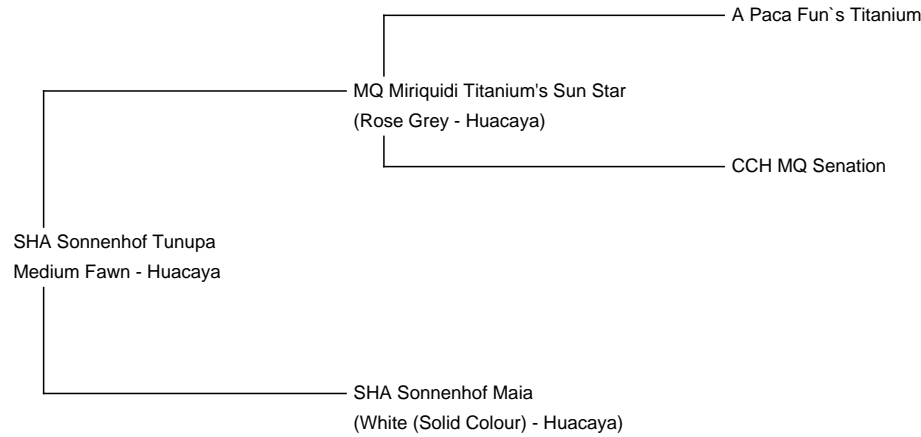 A Paca Fun`s Titanium
MQ Miriquidi Titanium's Sun Star
(Rose Grey - Huacaya)
CCH MQ Senation
SHA Sonnenhof Tunupa
Medium Fawn - Huacaya
SHA Sonnenhof Maia
(White (Solid Colour) - Huacaya)